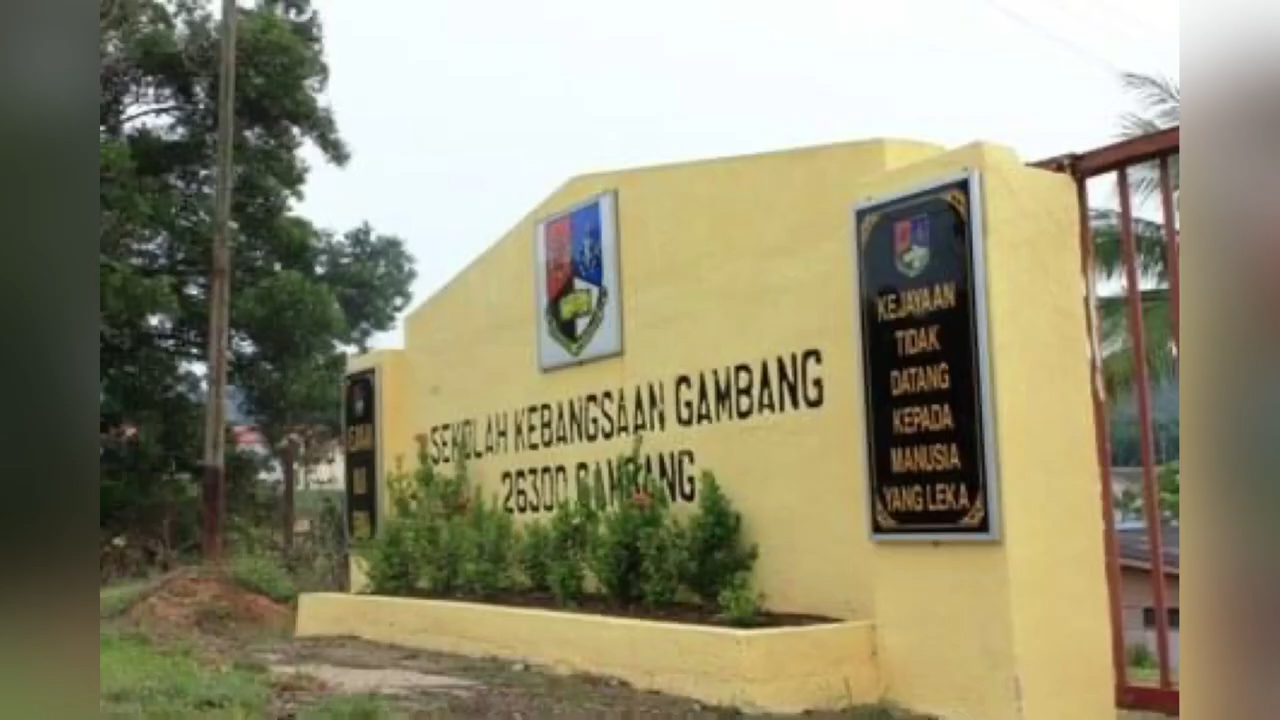 SEKOLAH KEBANGSAAN GAMBANG
26300 GAMBANG
KEJAYAAN
TIDAK
DATANG
KEPADA
MANUSIA
YANG LEKA